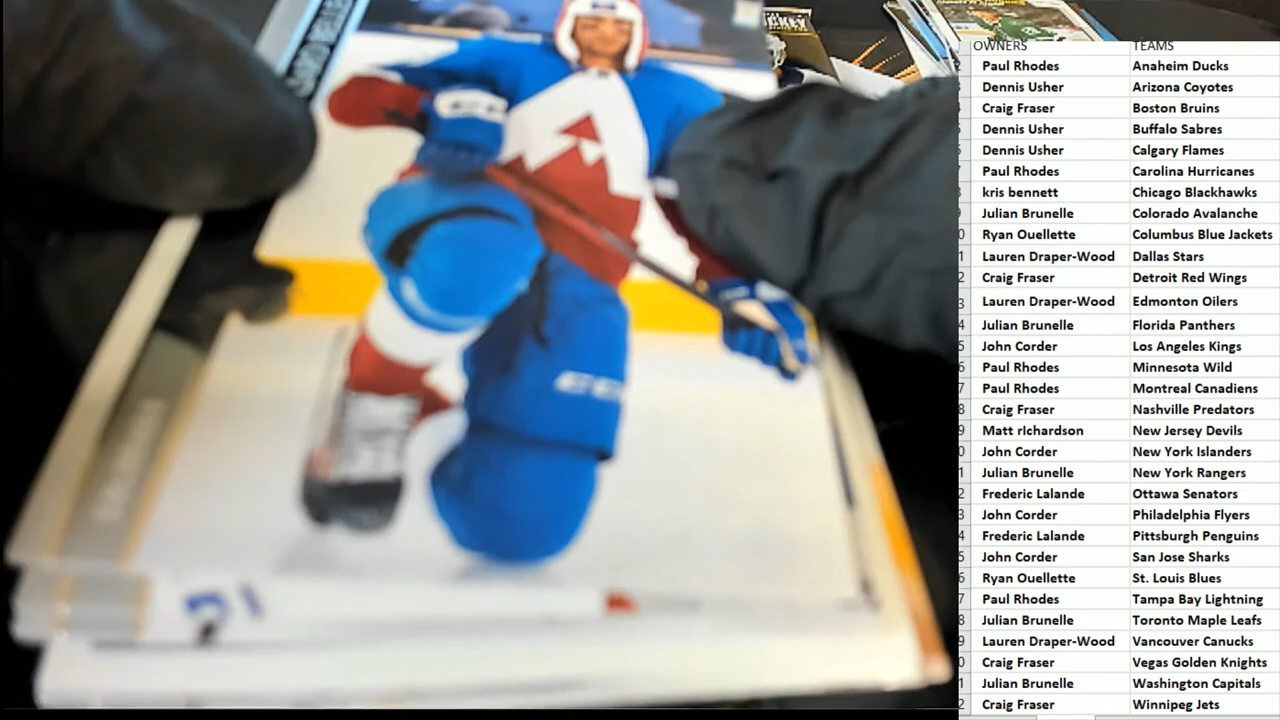 OWNERS TEAMS
Paul Rhodes Anaheim Ducks
Dennis Usher Arizona Coyotes
Craig Fraser Boston Bruins
Dennis Usher Buffalo Sabres
Dennis Usher Calgary Flames
Paul Rhodes Carolina Hurricanes
kris bennett Chicago Blackhawks
Julian Brunelle Colorado Avalanche
Ryan Ouellette Columbus Blue Jackets
Lauren Draper-Wood Dallas Stars
Craig Fraser Detroit Red Wings
Lauren Draper-Wood Edmonton Oilers
Julian Brunelle Florida Panthers
John Corder Los Angeles Kings
Paul Rhodes Minnesota Wild
Paul Rhodes Montreal Canadiens
Craig Fraser Nashville Predators
Matt rIchardson New Jersey Devils
John Corder New York Islanders
Julian Brunelle New York Rangers
Frederic Lalande Ottawa Senators
John Corder Philadelphia Flyers
Frederic Lalande Pittsburgh Penguins
John Corder San Jose Sharks
Ryan Ouellette St. Louis Blues
Paul Rhodes Tampa Bay Lightning
Julian Brunelle Toronto Maple Leafs
Lauren Draper-Wood Vancouver Canucks
Craig Fraser Vegas Golden Knights
Julian Brunelle Washington Capitals
Craig Fraser Winnipeg Jets